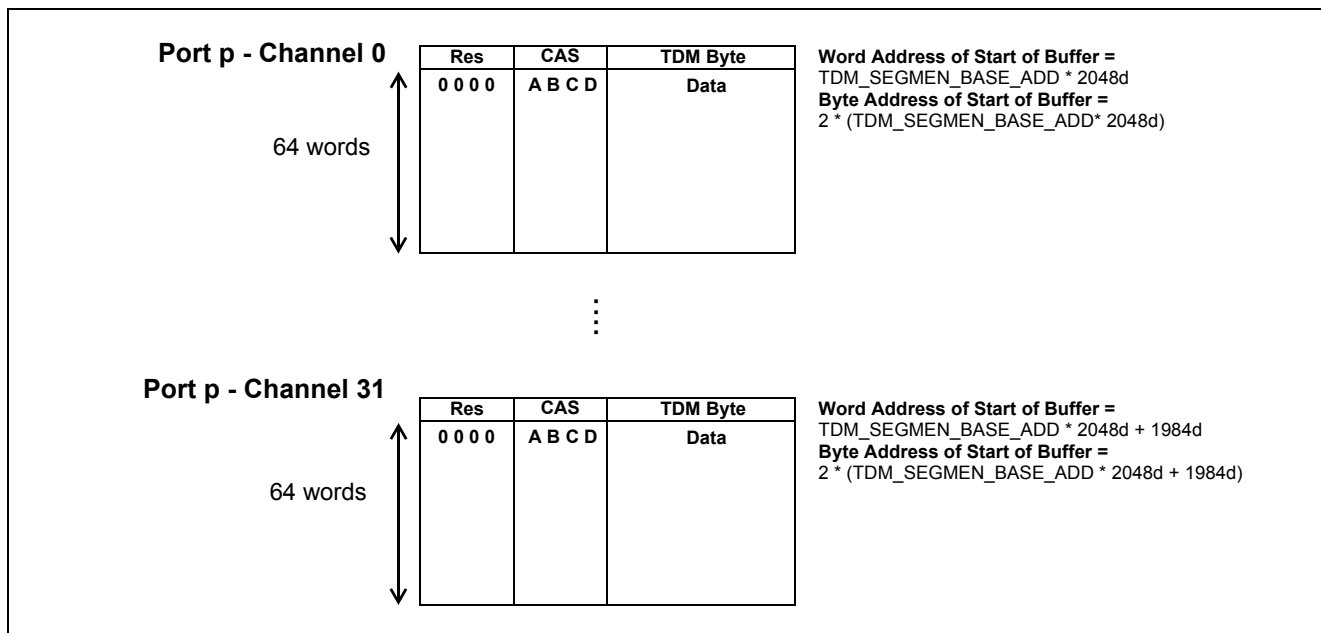 Port p - Channel 0
Res CAS TDM Byte
0 0 0 0 A B C D Data
64 words
Word Address of Start of Buffer =
TDM_SEGMEN_BASE_ADD * 2048d
Byte Address of Start of Buffer =
2 * (TDM_SEGMEN_BASE_ADD* 2048d)
Port p - Channel 31
Res CAS TDM Byte
0 0 0 0 A B C D Data
64 words
Word Address of Start of Buffer =
TDM_SEGMEN_BASE_ADD * 2048d + 1984d
Byte Address of Start of Buffer =
2 * (TDM_SEGMEN_BASE_ADD * 2048d + 1984d)